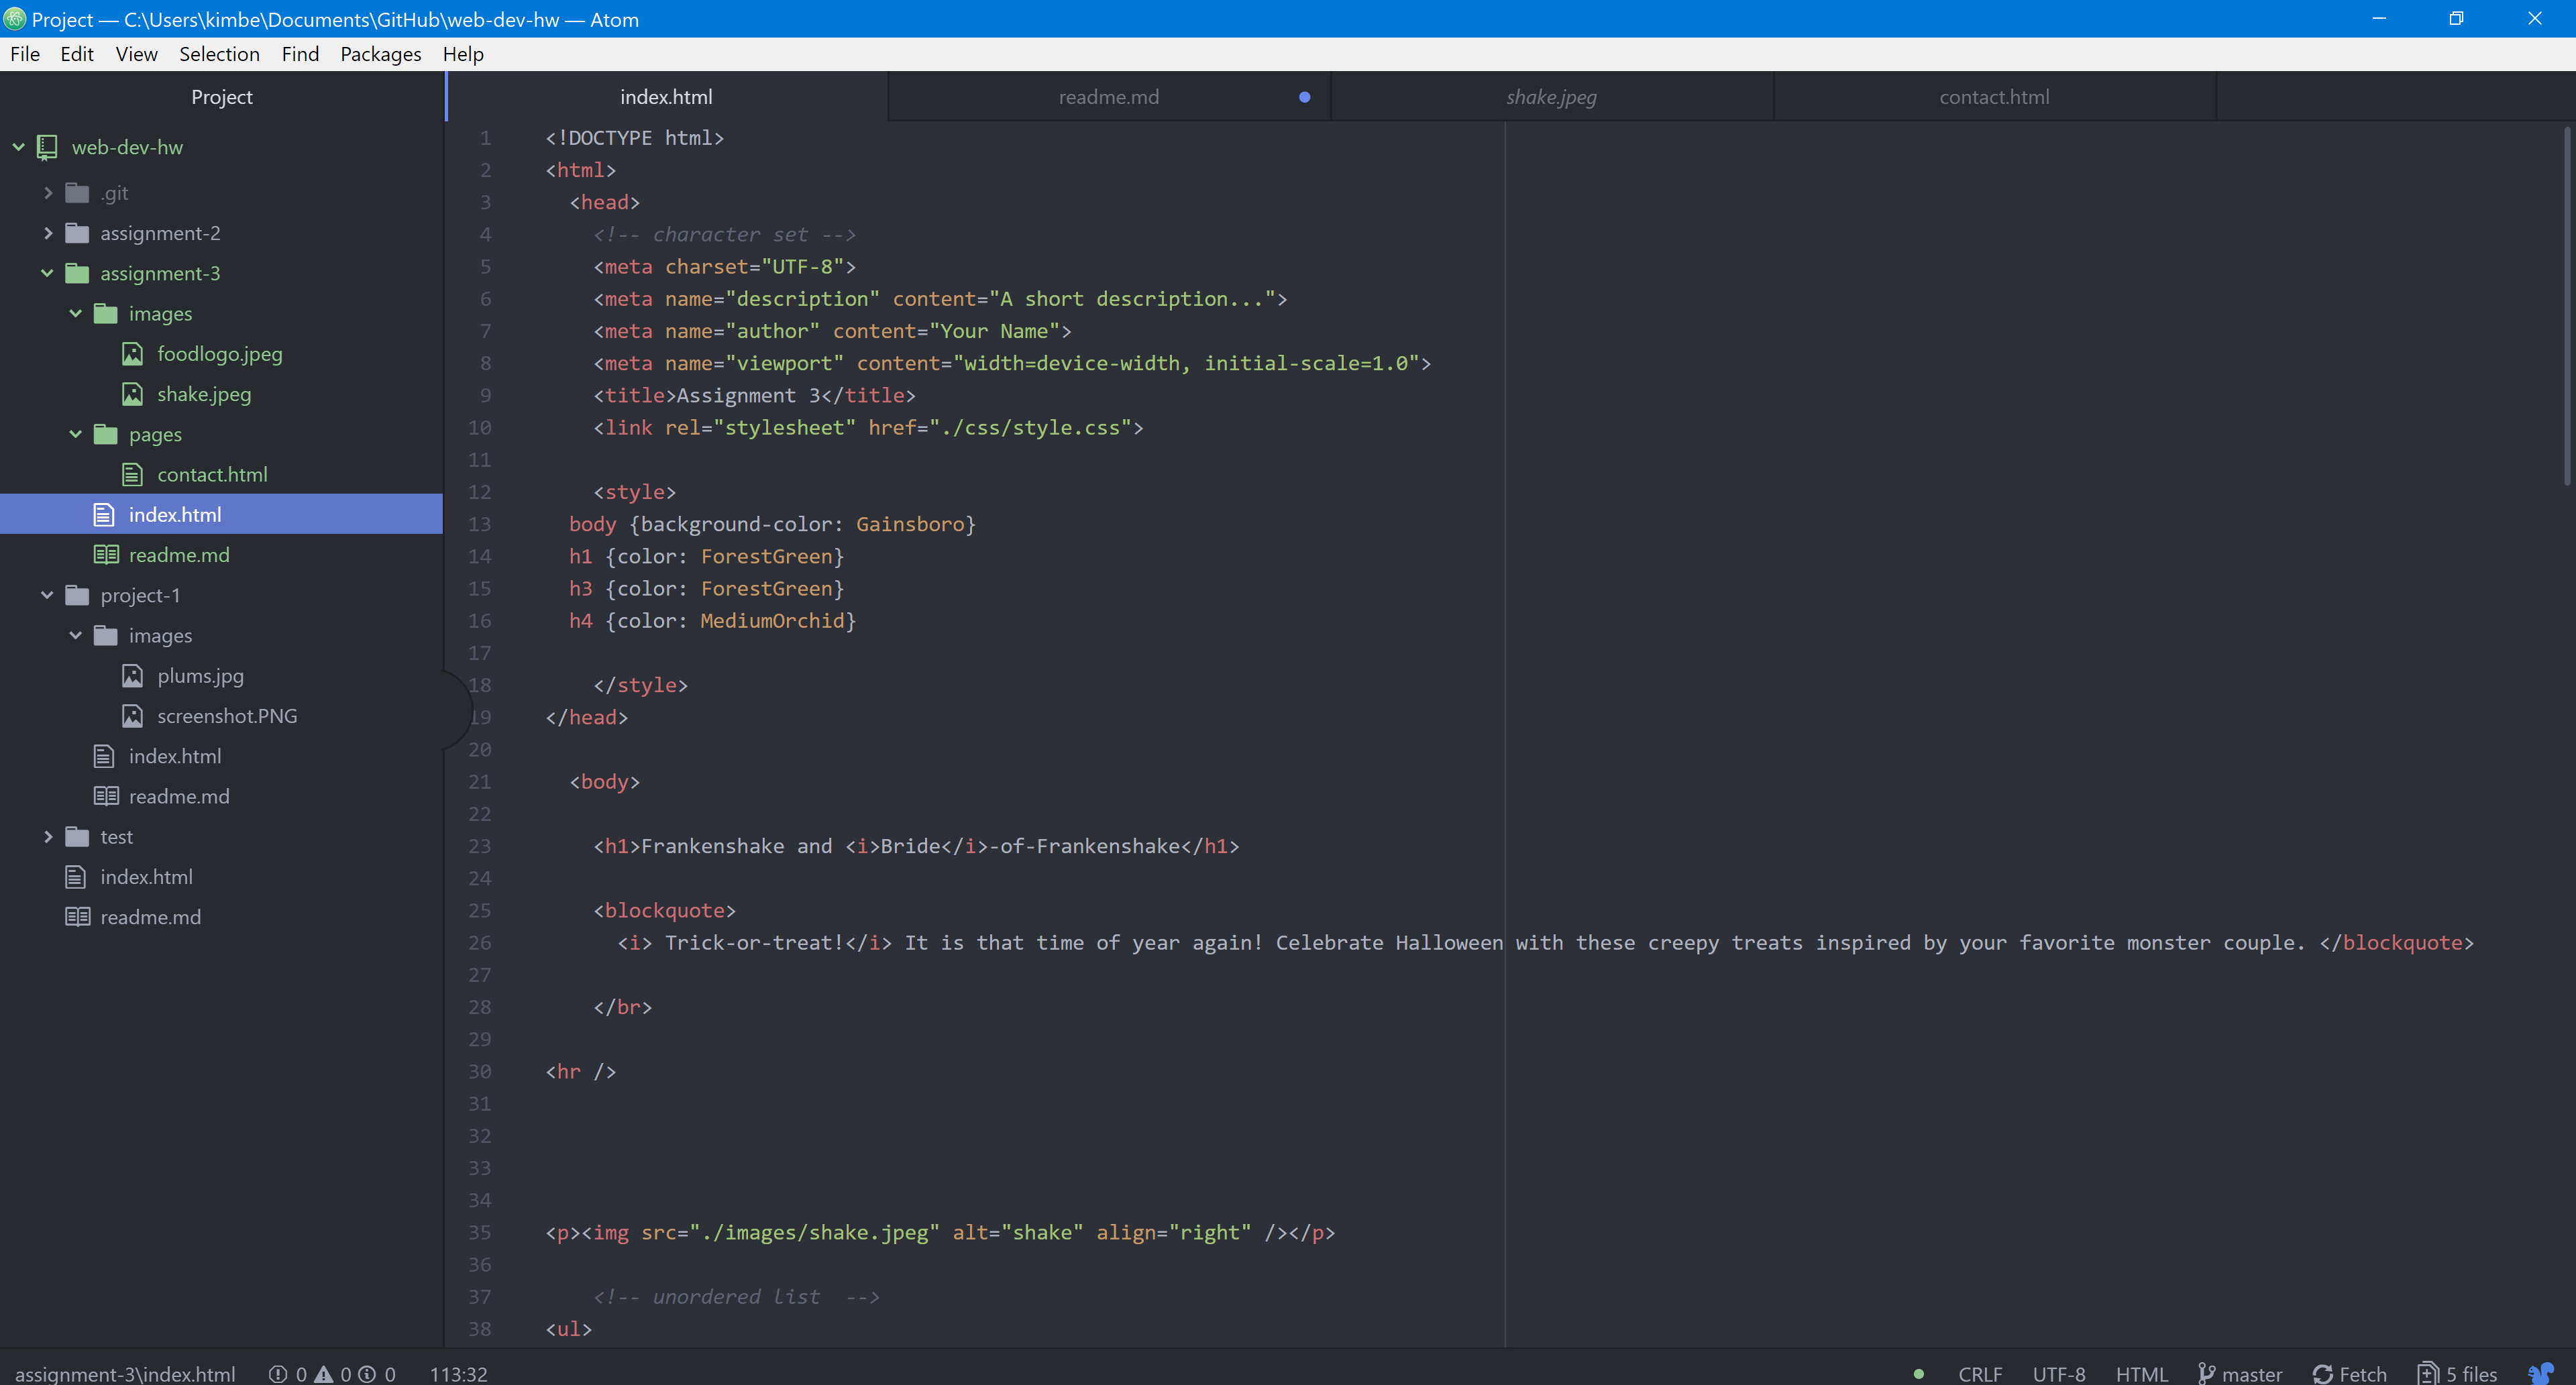 Project — C:\Users\kimbe\Documents\GitHub\web-dev-hw — Atom
File Edit View Selection Find Packages Help
Project
web-dev-hw
.git
assignment-2
assignment-3
images
foodlogo.jpeg
shake.jpeg
pages
contact.html
index.html
readme.md
project-1
images
plums.jpg
screenshot.PNG
index.html
readme.md
test
index.html
readme.md
index.html readme.md shake.jpeg contact.html
1 <!DOCTYPE html>
2 <html>
3 <head>
4 <!-- character set -->
5 <meta charset="UTF-8">
6 <meta name="description" content="A short description...">
7 <meta name="author" content="Your Name">
8 <meta name="viewport" content="width=device-width, initial-scale=1.0">
9 <title>Assignment 3</title>
10 <link rel="stylesheet" href="./css/style.css">
11
12 <style>
13 body {background-color: Gainsboro}
14 h1 {color: ForestGreen}
15 h3 {color: ForestGreen}
16 h4 {color: MediumOrchid}
17
18 </style>
19 </head>
20
21 <body>
22
23 <h1>Frankenshake and <i>Bride</i>-of-Frankenshake</h1>
24
25 <blockquote>
26 <i> Trick-or-treat!</i> It is that time of year again! Celebrate Halloween with these creepy treats inspired by your favorite monster couple. </blockquote>
27
28 </br>
29
30 <hr />
31
32
33
34
35 <p><img src="./images/shake.jpeg" alt="shake" align="right" /></p>
36
37 <!-- unordered list  -->
38 <ul>
assignment-3\index.html 0 0 0 113:32 CRLF UTF-8 HTML master Fetch 5 files